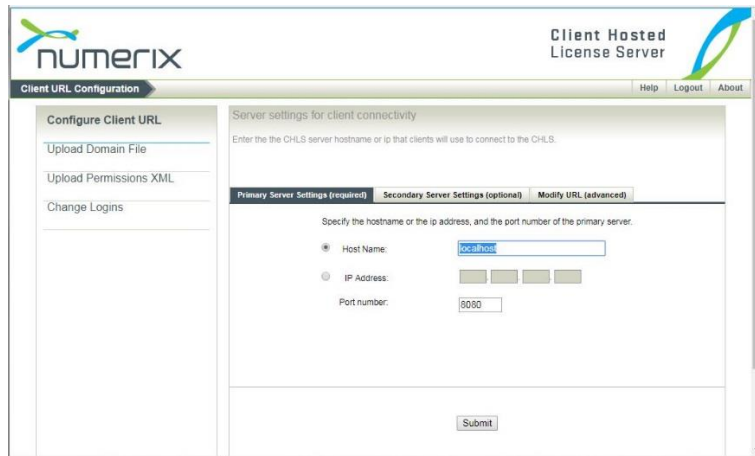 numerix
Client Hosted
License Server
Client URL Configuration
Help Logout About
Configure Client URL
Upload Domain File
Upload Permissions XML
Change Logins
Server settings for client connectivity
Enter the the CHLS server hostname or ip that clients will use to connect to the CHLS.
Primary Server Settings (required) Secondary Server Settings (optional) Modify URL (advanced)
Specify the hostname or the ip address, and the port number of the primary server.
Host Name: localhost
IP Address:
Port number: 8080
Submit